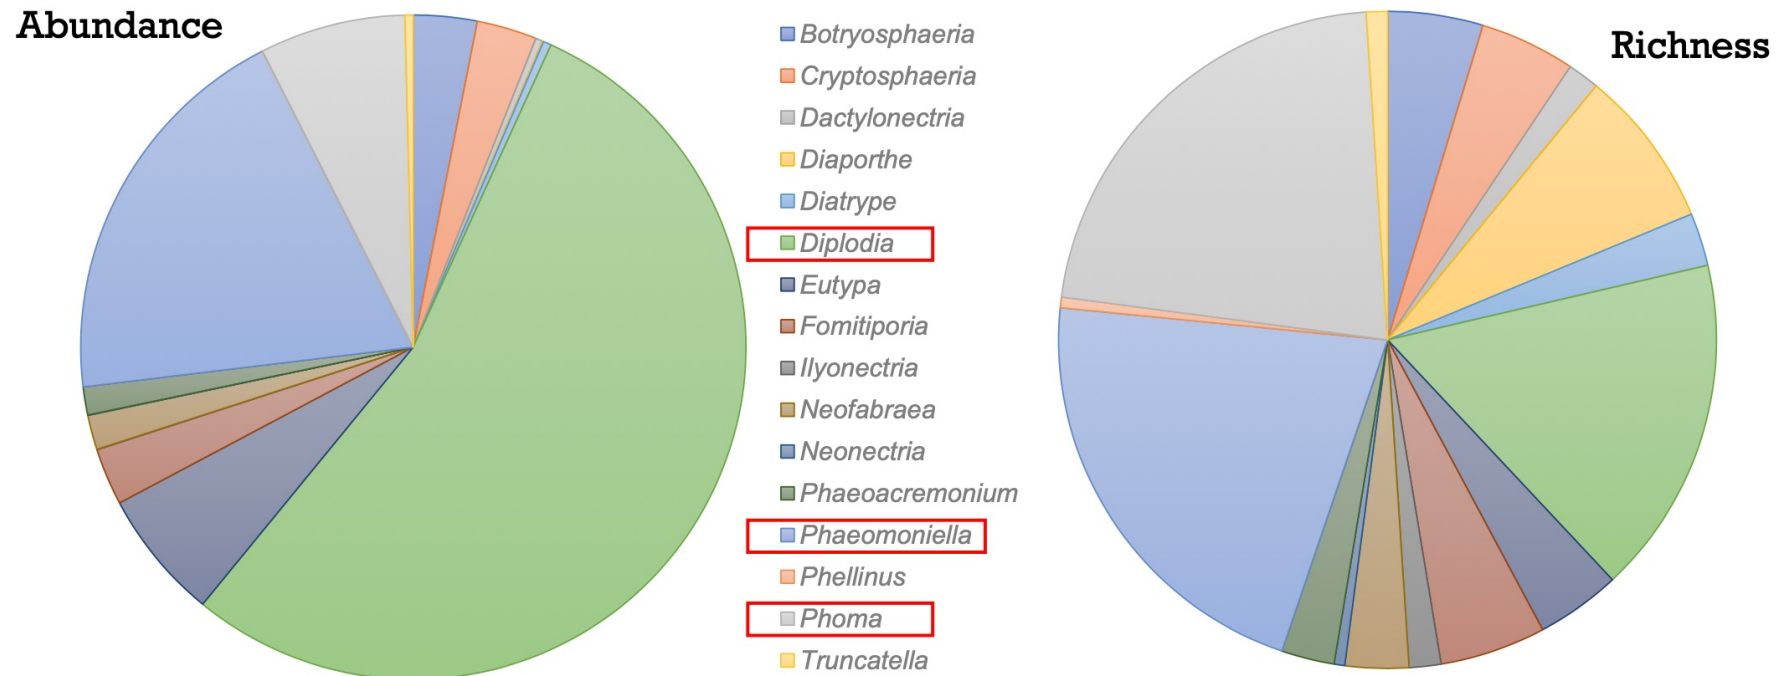 Abundance
Botryosphaeria
Cryptosphaeria
Dactylonectria
Diaporthe
Diatrype
Diplodia
Eutypa
Fomitiporia
Ilyonectria
Neofabraea
Neonectria
Phaeoacremonium
Phaeomoniella
Phellinus
Phoma
Truncatella
Richness